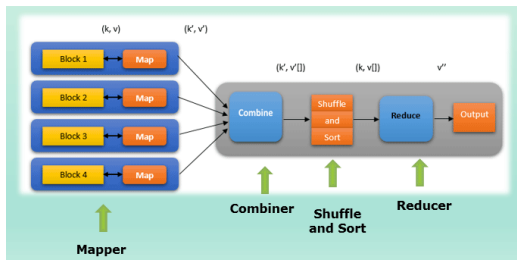 (k, v)
(k', v')
(k', v'[])
(k, v[])
v''
Block 1
Map
Block 2
Map
Block 3
Map
Block 4
Map
Combine
Shuffle
and
Sort
Reduce
Output
Mapper
Combiner
Shuffle
and Sort
Reducer